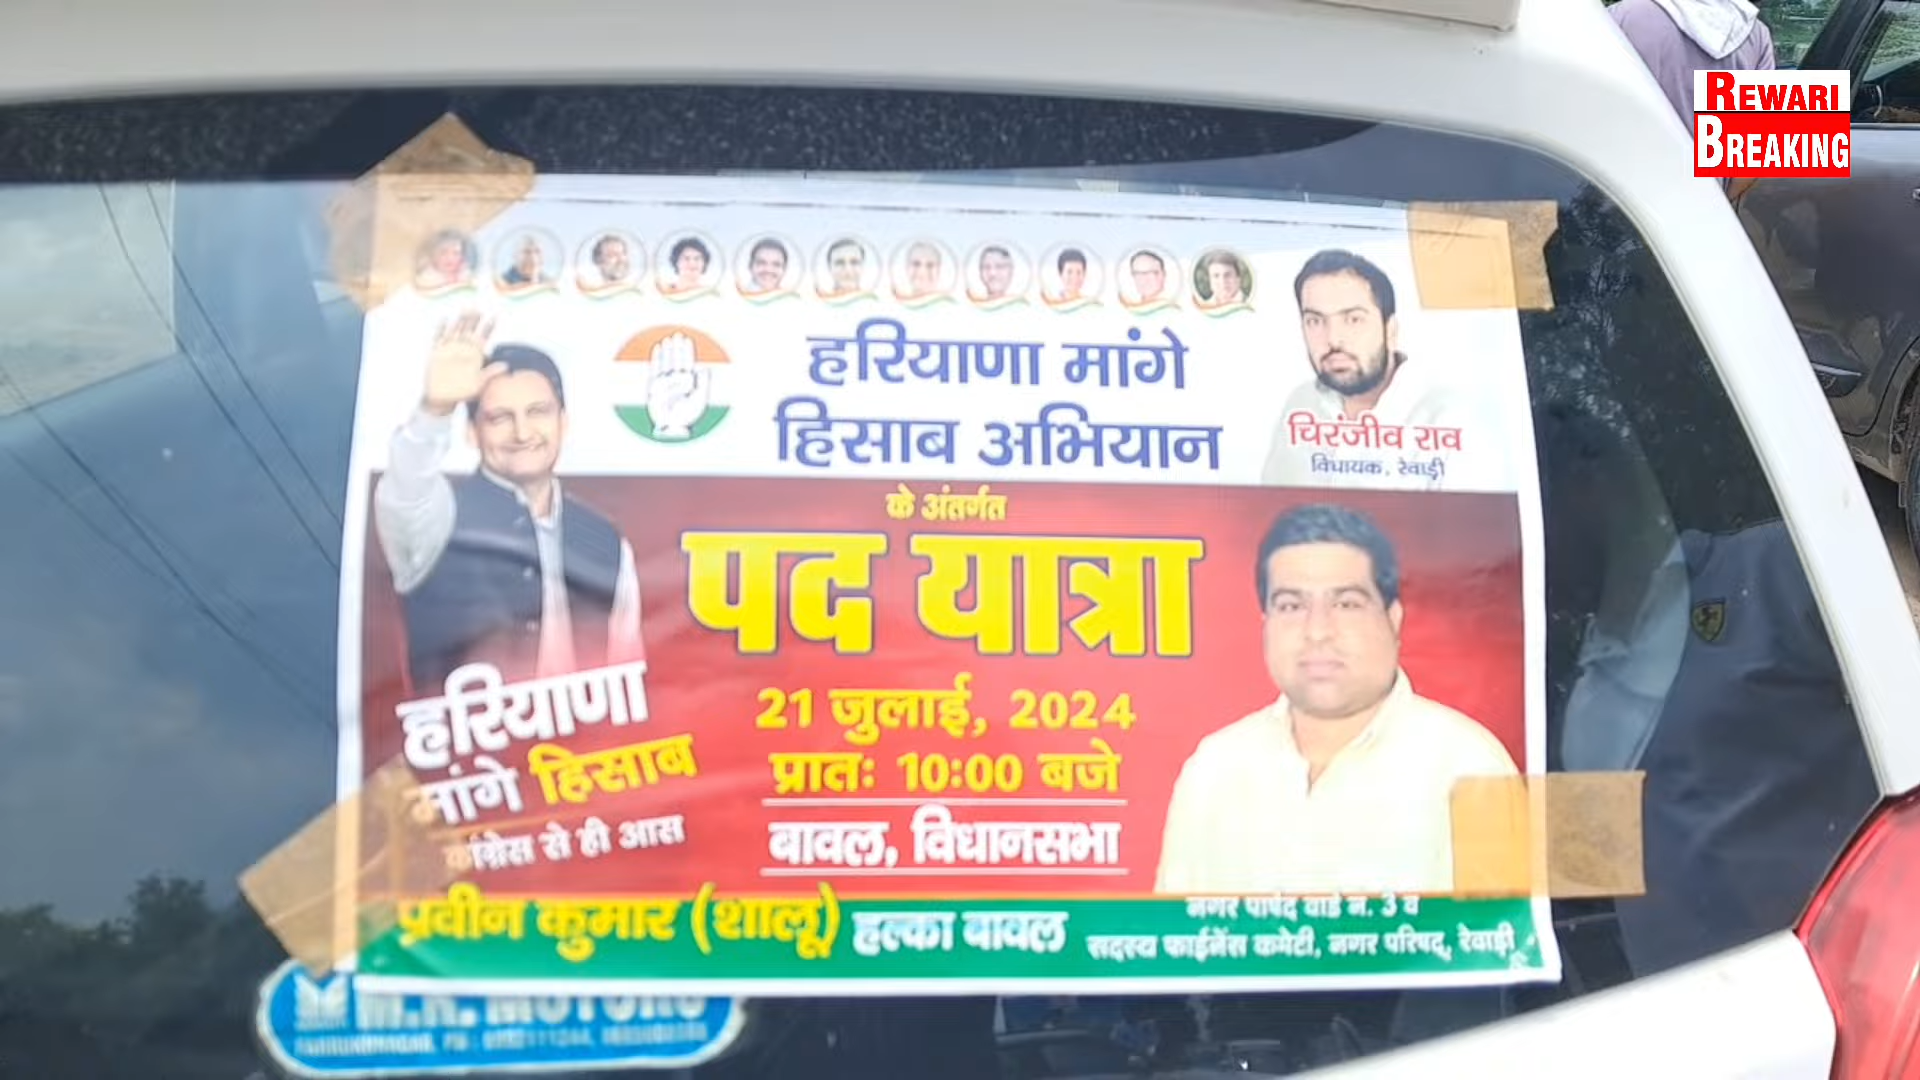 REWARI
BREAKING
हरियाणा मांगे
हिसाब अभियान
चिरंजीव राव
विधायक, रेवाड़ी
के अंतर्गत
पद यात्रा
21 जुलाई, 2024
प्रातः 10:00 बजे
बावल, विधानसभा
हरियाणा
मांगे हिसाब
कांग्रेस से ही आस
प्रवीन कुमार (शालू) हल्का बावल
नगर पार्षद वार्ड नं. 3 व
सदस्य फाईनेंस कमेटी, नगर परिषद्, रेवाड़ी
M.R. MOTORS